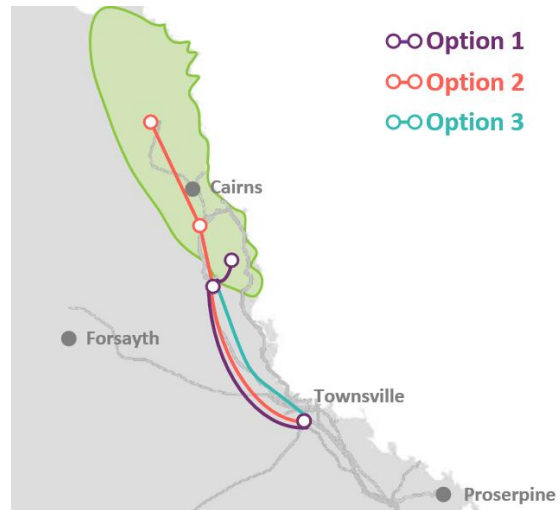 Option 1
Option 2
Option 3
Cairns
Forsayth
Townsville
Proserpine